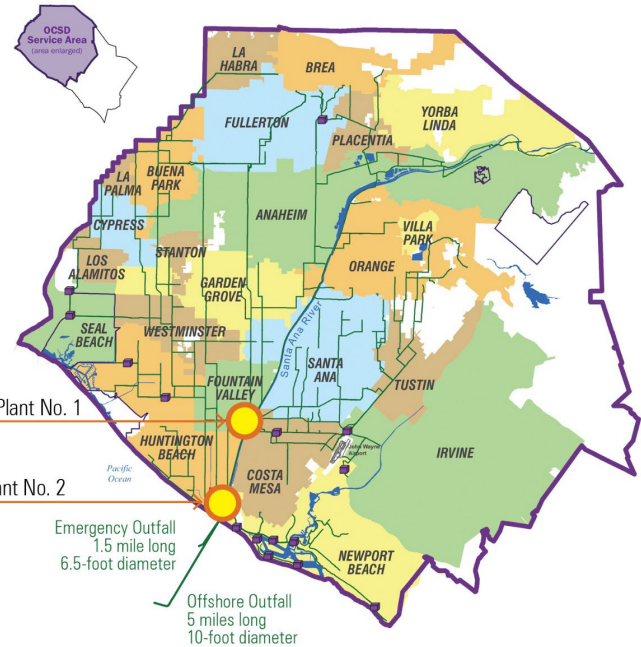 OCSD
Service Area
(area enlarged)
LA
HABRA
BREA
FULLERTON
YORBA
LINDA
PLACENTIA
BUENA
PARK
LA
PALMA
ANAHEIM
CYPRESS
VILLA
PARK
STANTON
LOS
ALAMITOS
ORANGE
GARDEN
GROVE
Santa Ana River
SEAL
BEACH
WESTMINSTER
SANTA
ANA
FOUNTAIN
VALLEY
TUSTIN
Plant No. 1
HUNTINGTON
BEACH
John Wayne
Airport
IRVINE
Pacific
Ocean
COSTA
MESA
ant No. 2
Emergency Outfall
1.5 mile long
6.5-foot diameter
NEWPORT
BEACH
Offshore Outfall
5 miles long
10-foot diameter